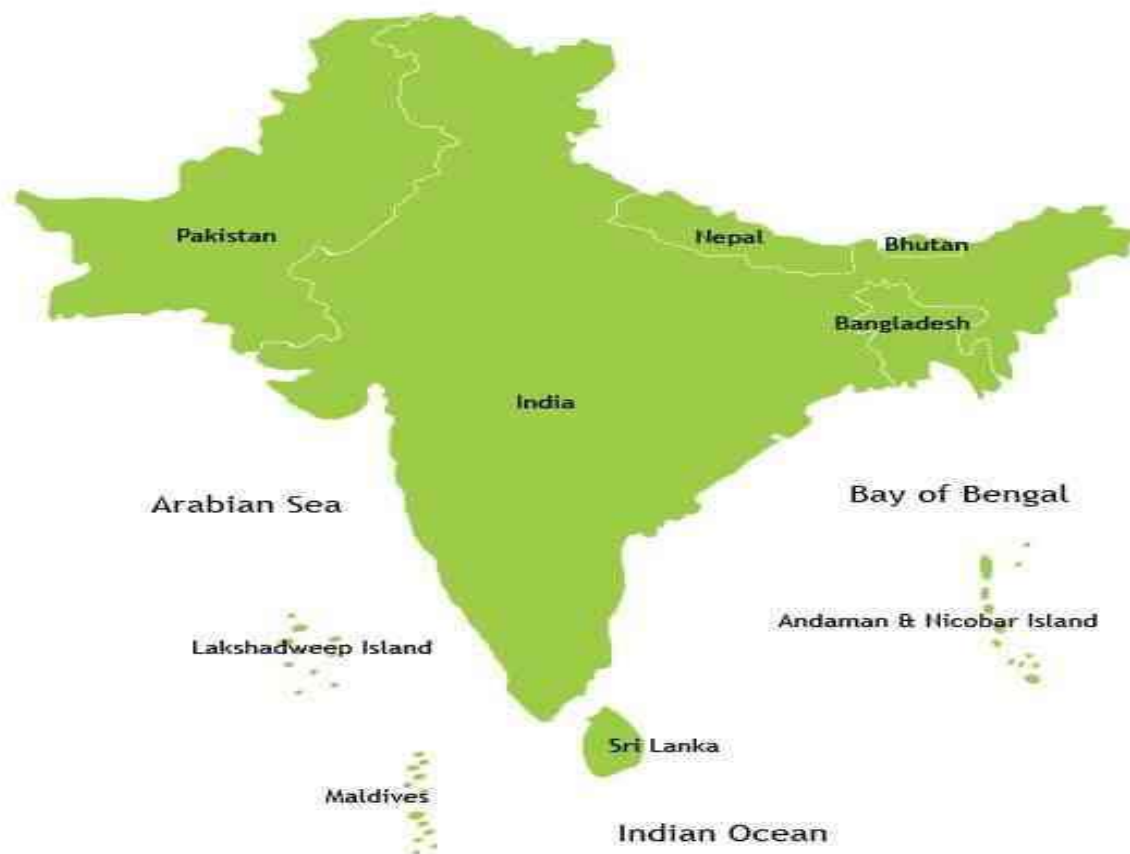 Pakistan
Nepal
Bhutan
Bangladesh
India
Arabian Sea
Bay of Bengal
Andaman & Nicobar Island
Lakshadweep Island
Sri Lanka
Maldives
Indian Ocean